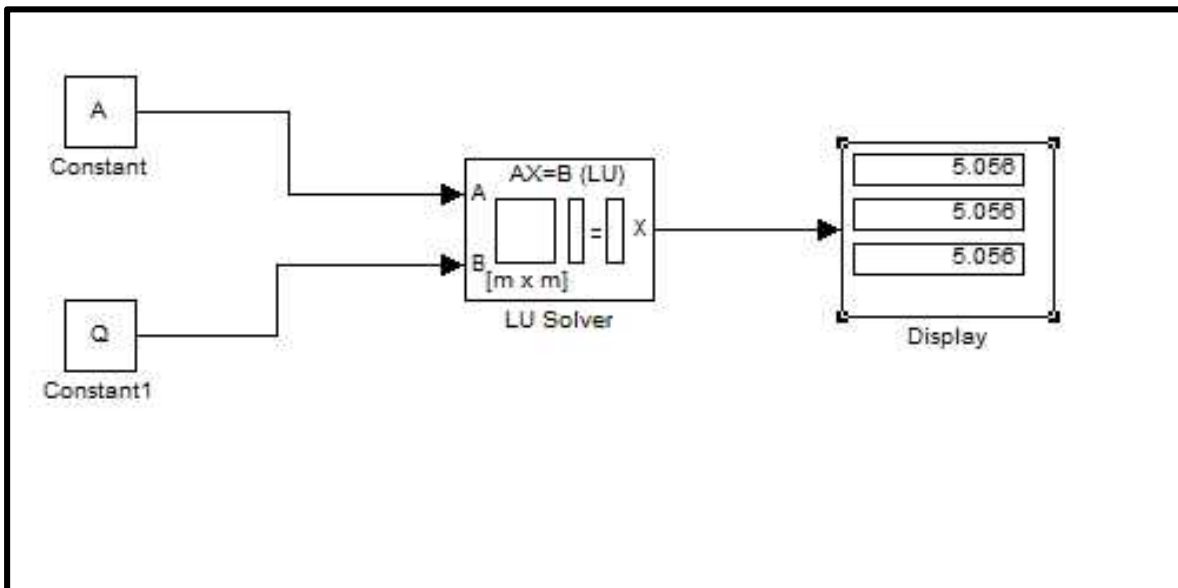 A
Constant
Q
Constant1
AX=B (LU)
A
B
=
X
[m x m]
LU Solver
5.056
5.056
5.056
Display